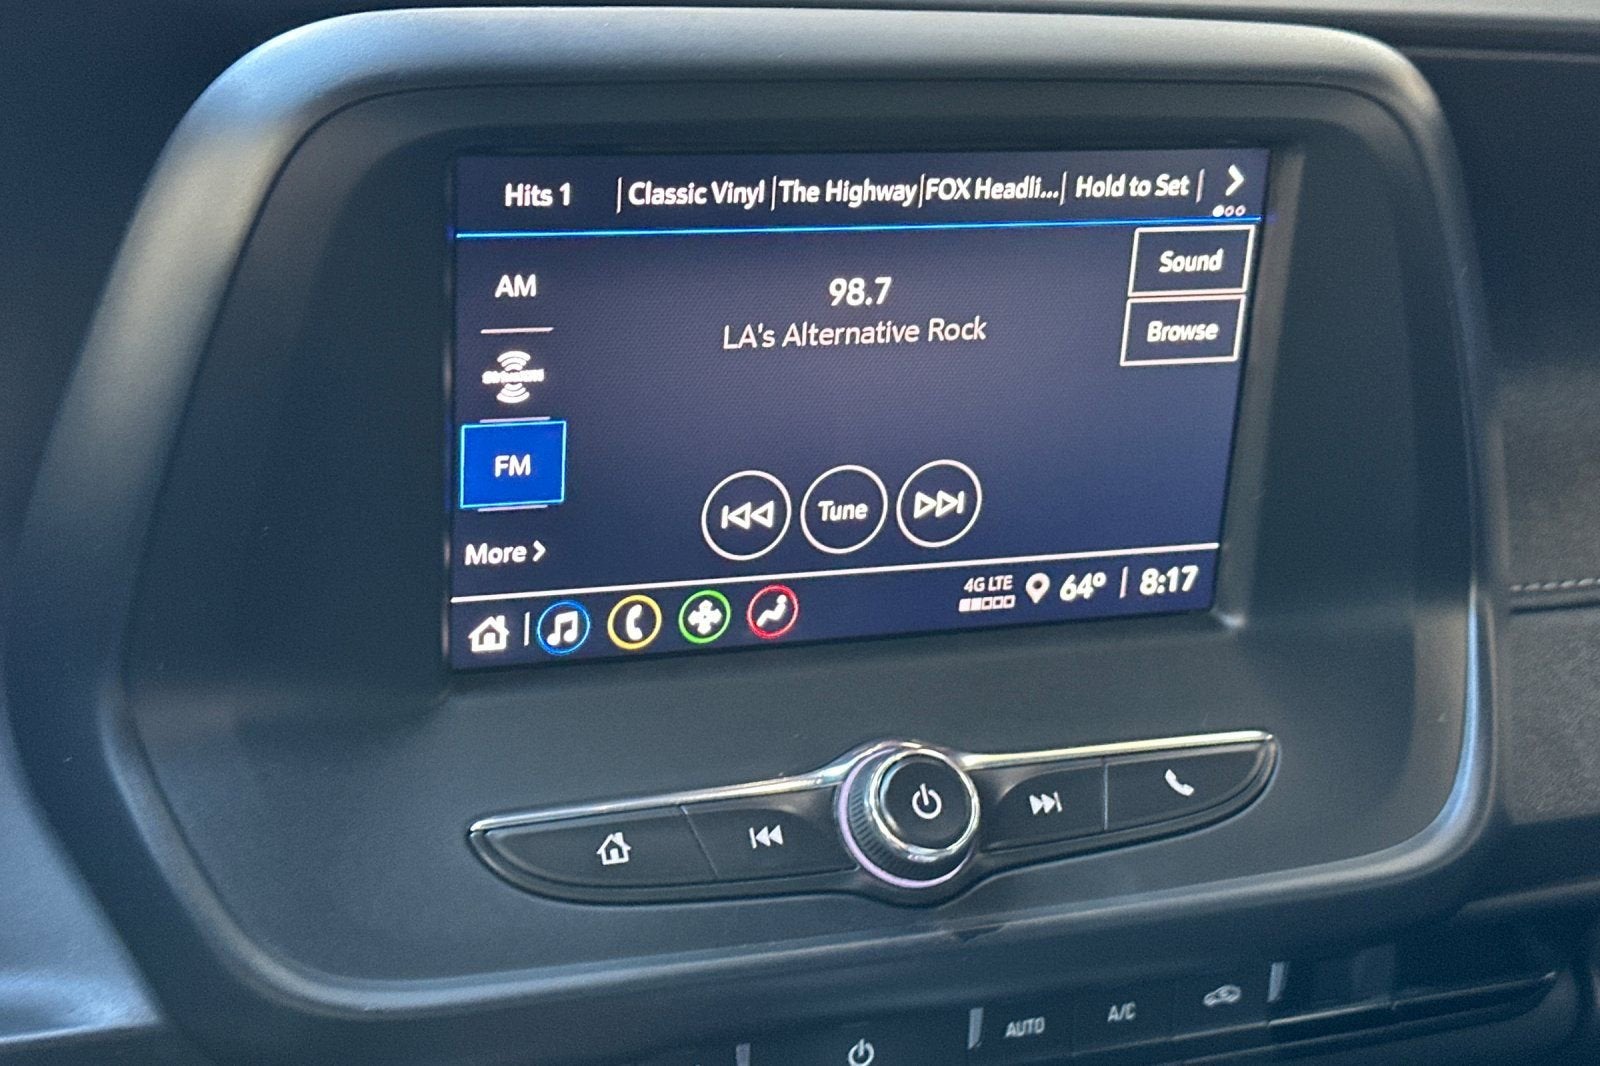 Hits 1 | Classic Vinyl | The Highway | FOX Headli... | Hold to Set |
Sound
AM
98.7
LA's Alternative Rock
Browse
SiriusXM
FM
Tune
More
4G LTE 64° | 8:17
AUTO A/C